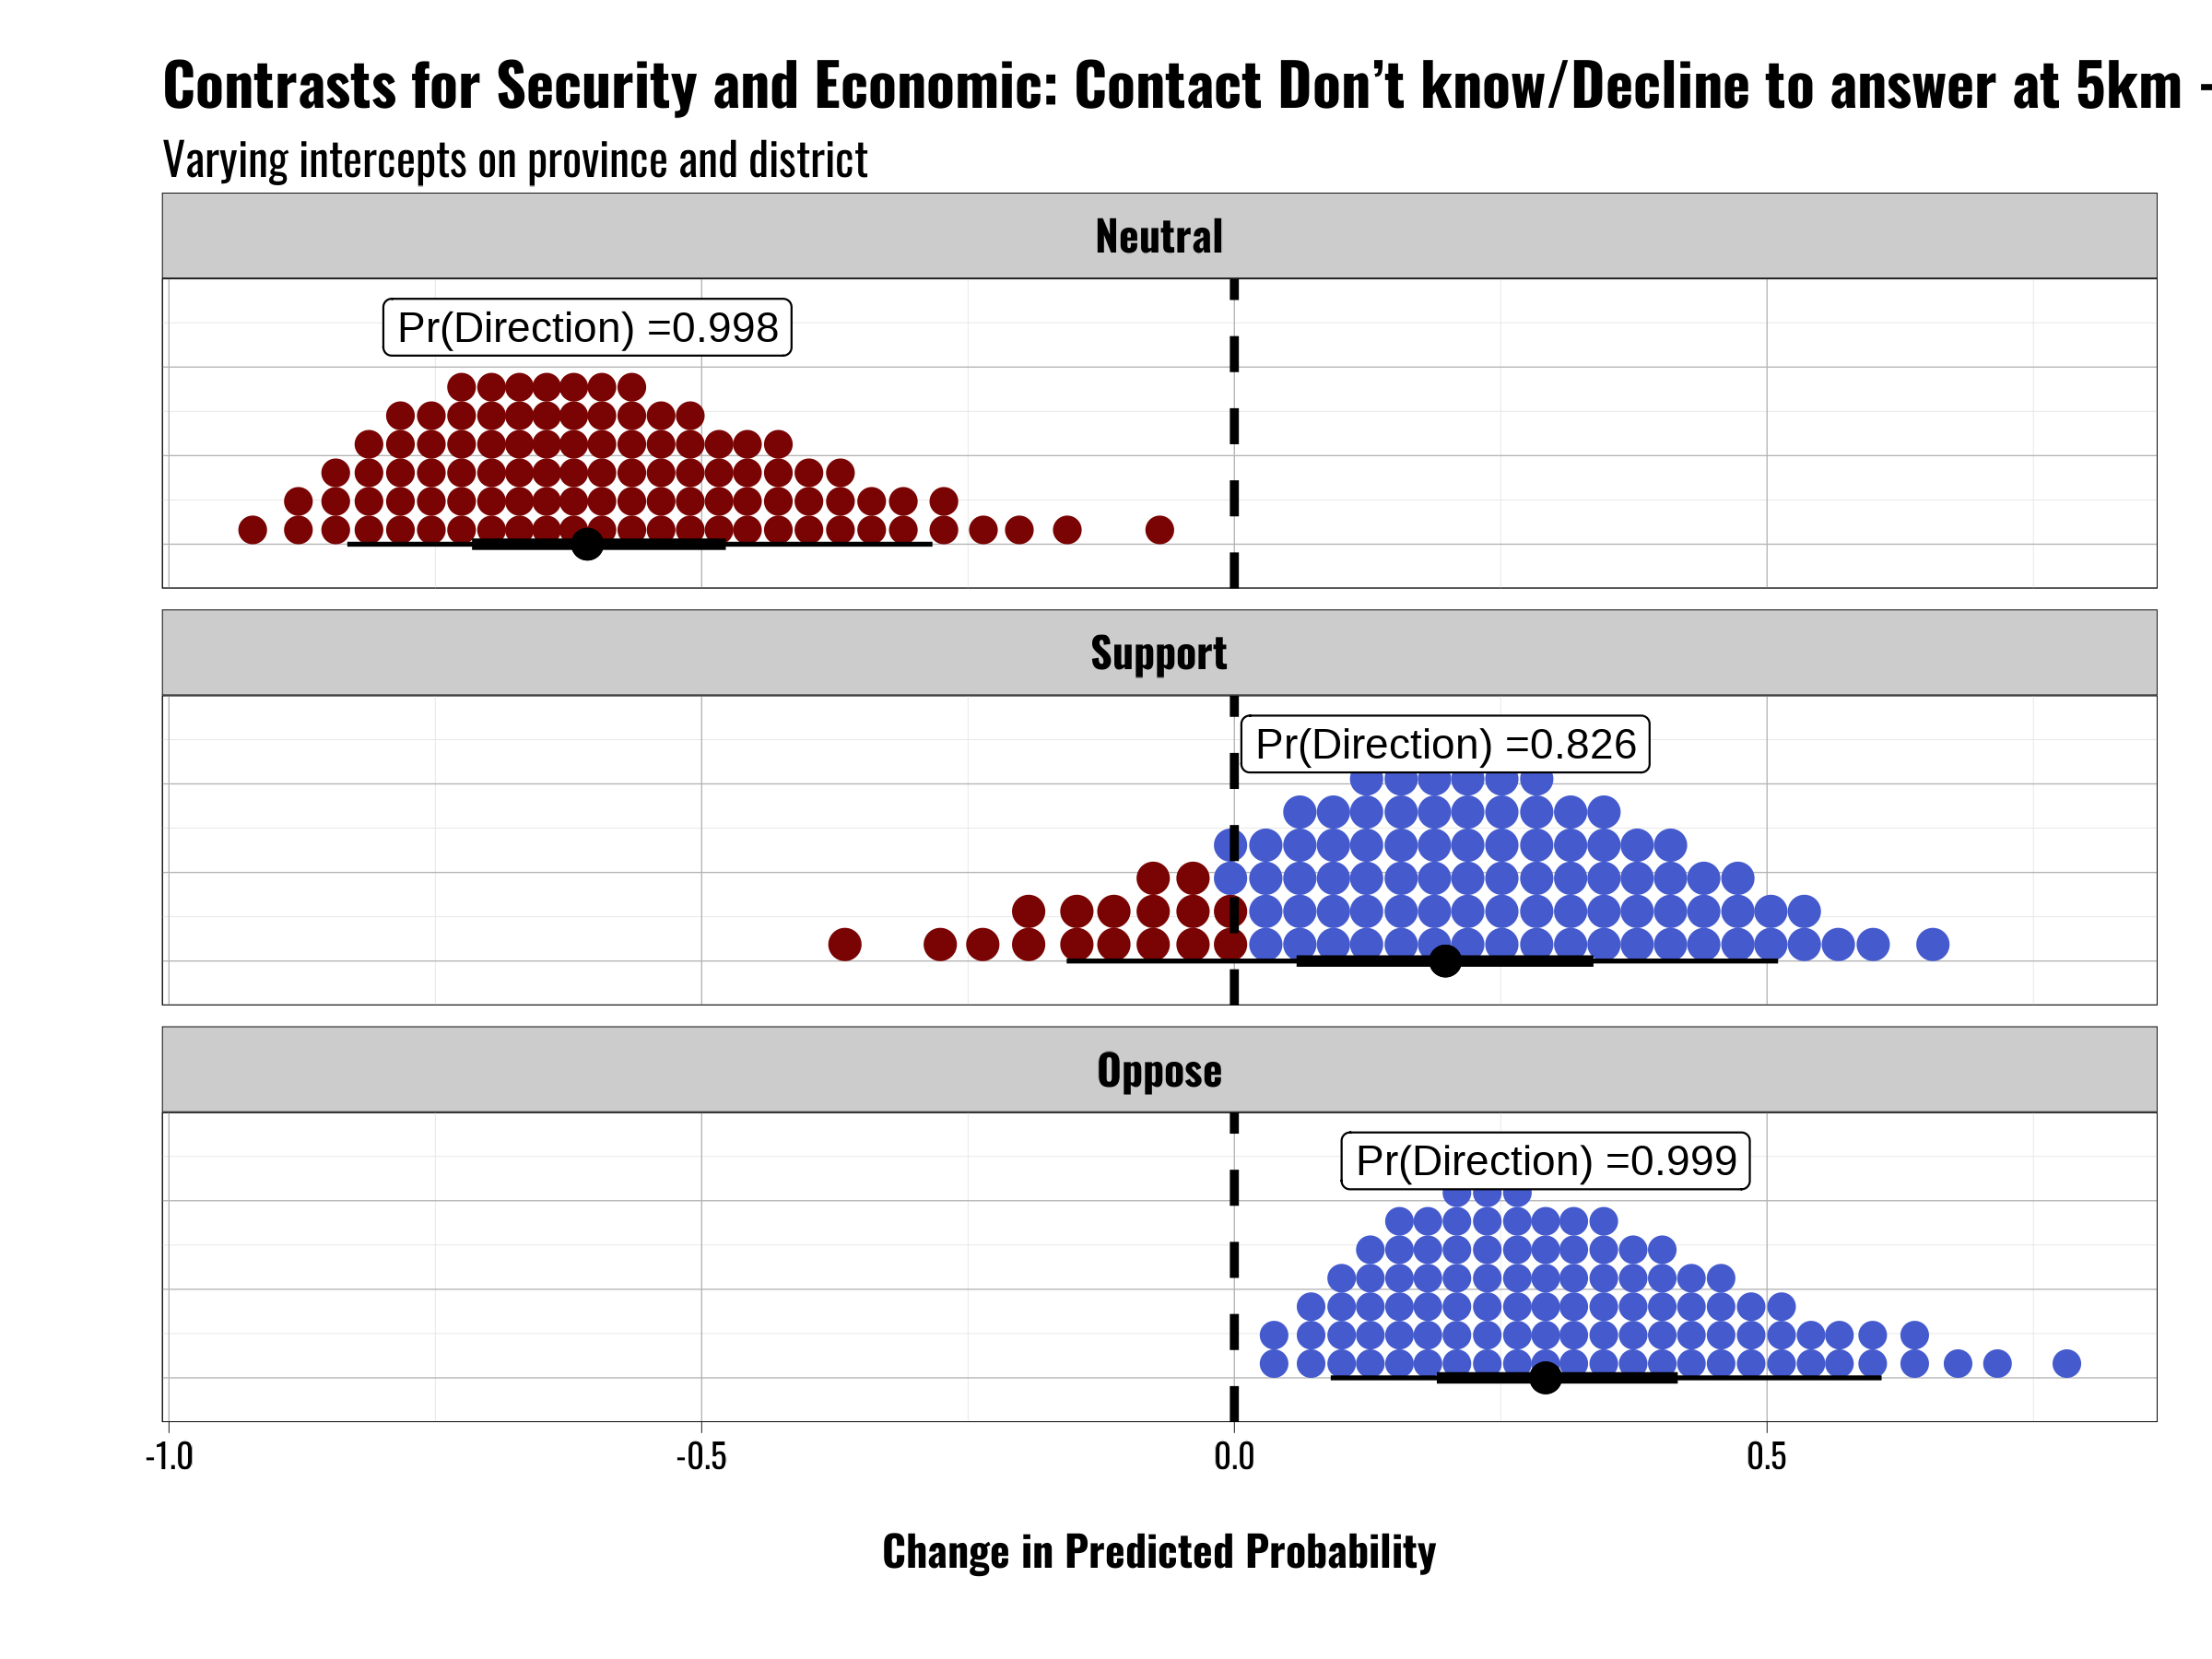 Contrasts for Security and Economic: Contact Don’t know/Decline to answer at 5km -
Varying intercepts on province and district
Neutral
Pr(Direction) =0.998
Support
Pr(Direction) =0.826
Oppose
Pr(Direction) =0.999
-1.0 -0.5 0.0 0.5
Change in Predicted Probability